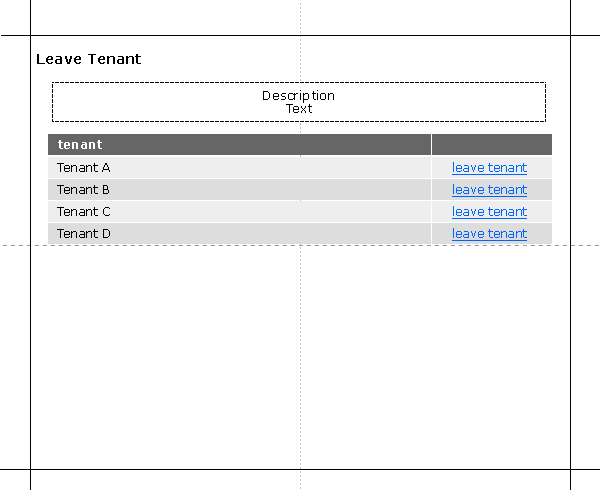 Leave Tenant
Description
Text
tenant
Tenant A leave tenant
Tenant B leave tenant
Tenant C leave tenant
Tenant D leave tenant